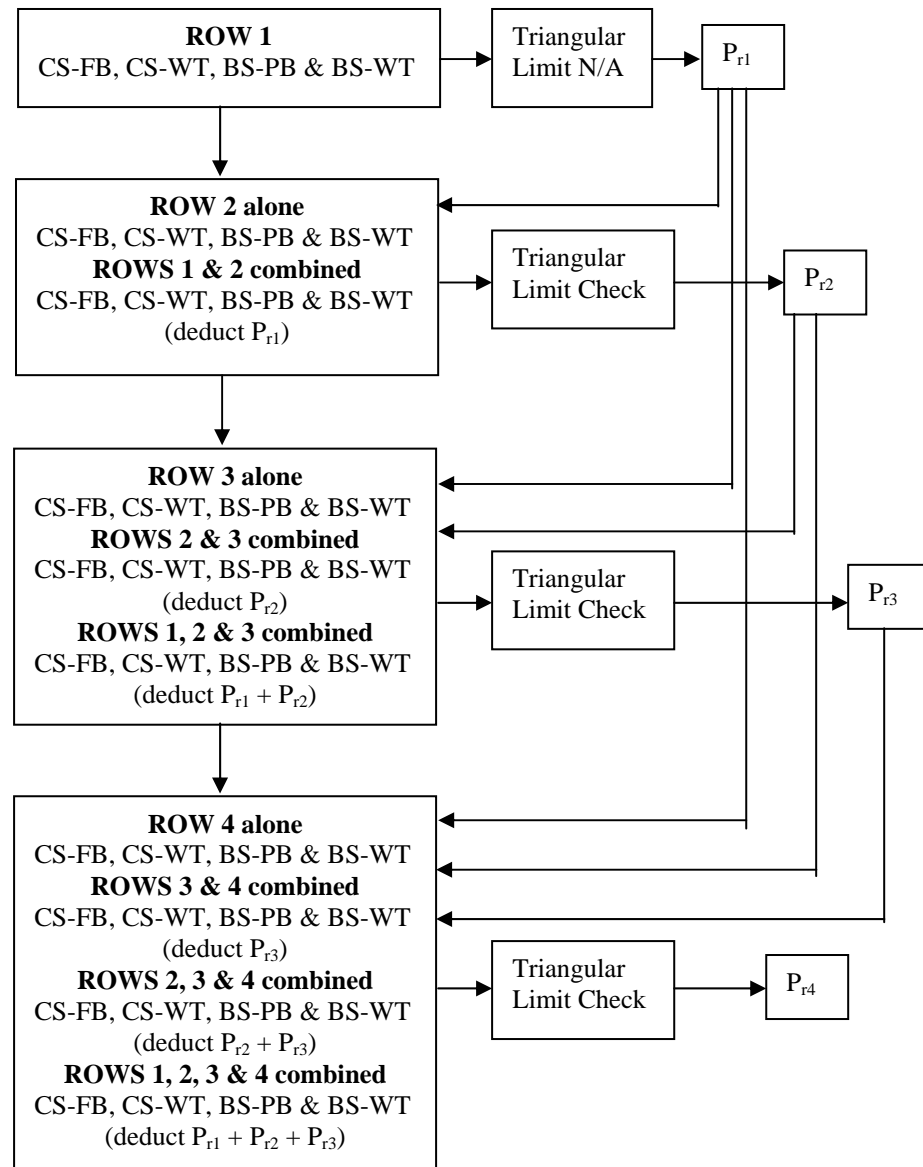 ROW 1
CS-FB, CS-WT, BS-PB & BS-WT
Triangular
Limit N/A
Pr1
ROW 2 alone
CS-FB, CS-WT, BS-PB & BS-WT
ROWS 1 & 2 combined
CS-FB, CS-WT, BS-PB & BS-WT
(deduct Pr1)
Triangular
Limit Check
Pr2
ROW 3 alone
CS-FB, CS-WT, BS-PB & BS-WT
ROWS 2 & 3 combined
CS-FB, CS-WT, BS-PB & BS-WT
(deduct Pr2)
ROWS 1, 2 & 3 combined
CS-FB, CS-WT, BS-PB & BS-WT
(deduct Pr1 + Pr2)
Triangular
Limit Check
Pr3
ROW 4 alone
CS-FB, CS-WT, BS-PB & BS-WT
ROWS 3 & 4 combined
CS-FB, CS-WT, BS-PB & BS-WT
(deduct Pr3)
ROWS 2, 3 & 4 combined
CS-FB, CS-WT, BS-PB & BS-WT
(deduct Pr2 + Pr3)
ROWS 1, 2, 3 & 4 combined
CS-FB, CS-WT, BS-PB & BS-WT
(deduct Pr1 + Pr2 + Pr3)
Triangular
Limit Check
Pr4